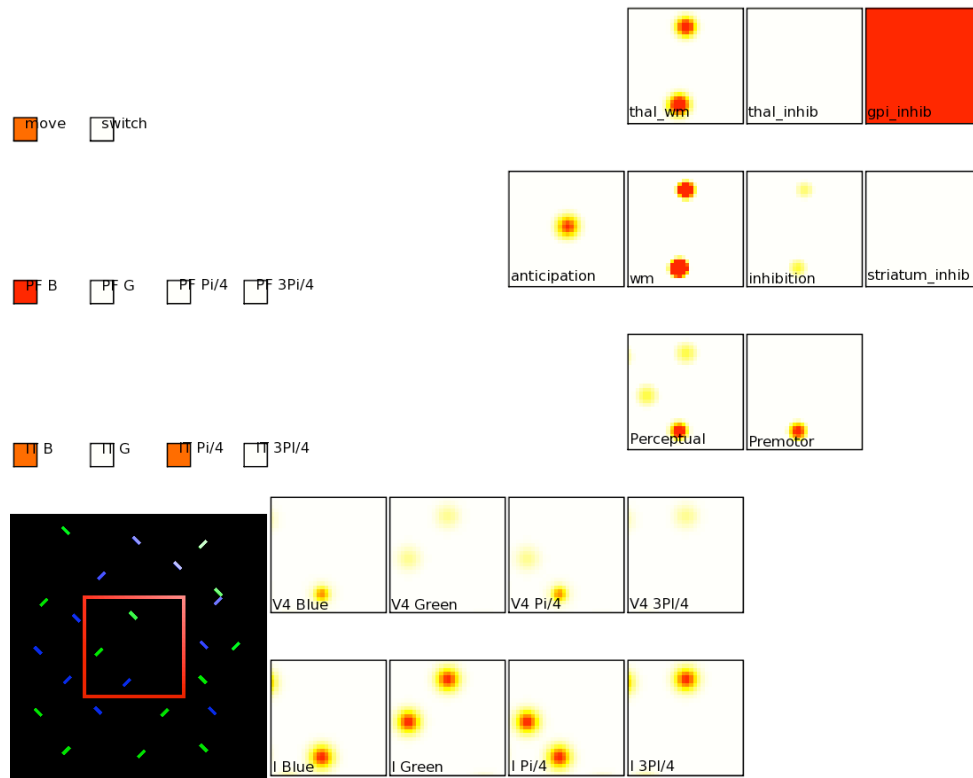 thal_wm thal_inhib gpi_inhib
move switch
anticipation wm inhibition striatum_inhib
PF B PF G PF Pi/4 PF 3Pi/4
Perceptual Premotor
IT B IT G IT Pi/4 IT 3PI/4
V4 Blue V4 Green V4 Pi/4 V4 3PI/4
I Blue I Green I Pi/4 I 3PI/4